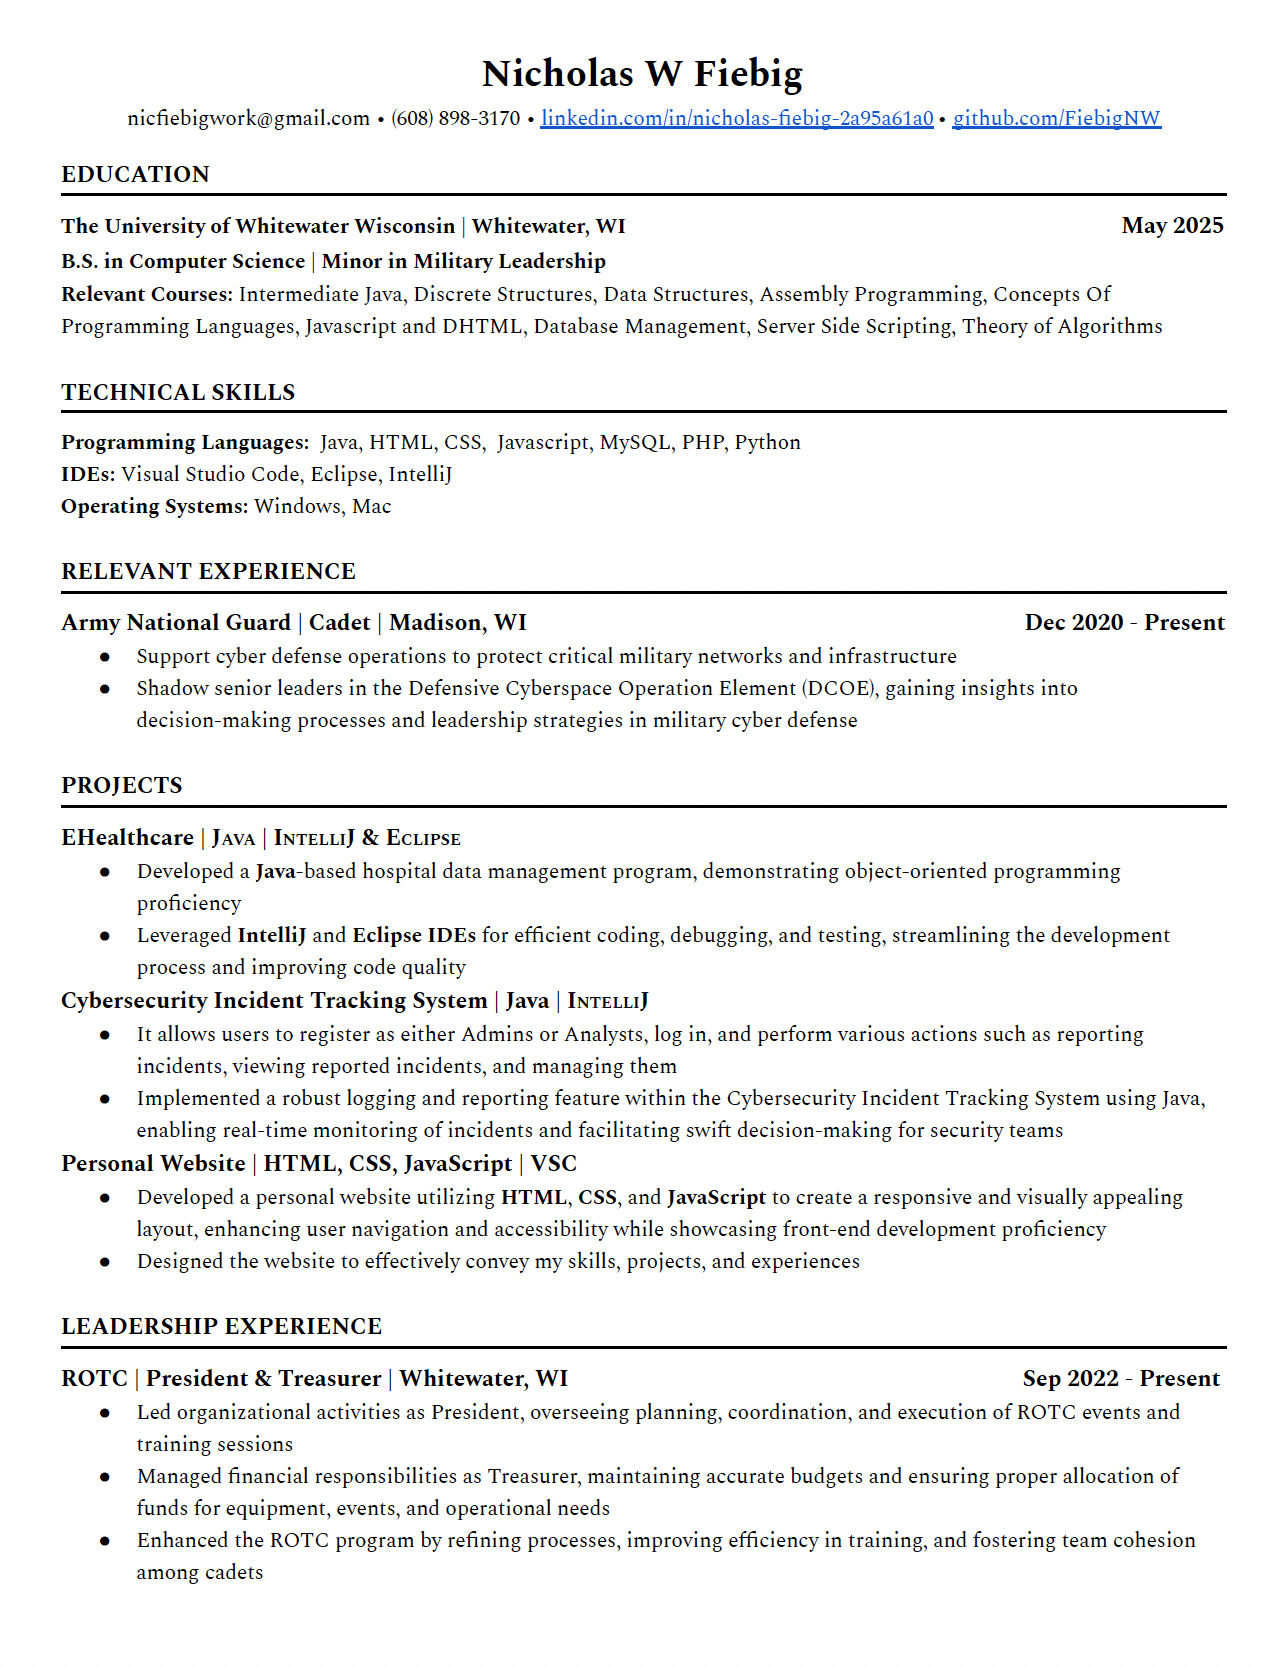 Nicholas W Fiebig
nicfiebigwork@gmail.com • (608) 898-3170 • linkedin.com/in/nicholas-fiebig-2a95a61a0 • github.com/FiebigNW
EDUCATION
The University of Whitewater Wisconsin | Whitewater, WI May 2025
B.S. in Computer Science | Minor in Military Leadership
Relevant Courses: Intermediate Java, Discrete Structures, Data Structures, Assembly Programming, Concepts Of
Programming Languages, Javascript and DHTML, Database Management, Server Side Scripting, Theory of Algorithms
TECHNICAL SKILLS
Programming Languages: Java, HTML, CSS, Javascript, MySQL, PHP, Python
IDEs: Visual Studio Code, Eclipse, IntelliJ
Operating Systems: Windows, Mac
RELEVANT EXPERIENCE
Army National Guard | Cadet | Madison, WI Dec 2020 - Present
● Support cyber defense operations to protect critical military networks and infrastructure
● Shadow senior leaders in the Defensive Cyberspace Operation Element (DCOE), gaining insights into
decision-making processes and leadership strategies in military cyber defense
PROJECTS
EHealthcare | Java | IntelliJ & Eclipse
● Developed a Java-based hospital data management program, demonstrating object-oriented programming
proficiency
● Leveraged IntelliJ and Eclipse IDEs for efficient coding, debugging, and testing, streamlining the development
process and improving code quality
Cybersecurity Incident Tracking System | Java | IntelliJ
● It allows users to register as either Admins or Analysts, log in, and perform various actions such as reporting
incidents, viewing reported incidents, and managing them
● Implemented a robust logging and reporting feature within the Cybersecurity Incident Tracking System using Java,
enabling real-time monitoring of incidents and facilitating swift decision-making for security teams
Personal Website | HTML, CSS, JavaScript | VSC
● Developed a personal website utilizing HTML, CSS, and JavaScript to create a responsive and visually appealing
layout, enhancing user navigation and accessibility while showcasing front-end development proficiency
● Designed the website to effectively convey my skills, projects, and experiences
LEADERSHIP EXPERIENCE
ROTC | President & Treasurer | Whitewater, WI Sep 2022 - Present
● Led organizational activities as President, overseeing planning, coordination, and execution of ROTC events and
training sessions
● Managed financial responsibilities as Treasurer, maintaining accurate budgets and ensuring proper allocation of
funds for equipment, events, and operational needs
● Enhanced the ROTC program by refining processes, improving efficiency in training, and fostering team cohesion
among cadets